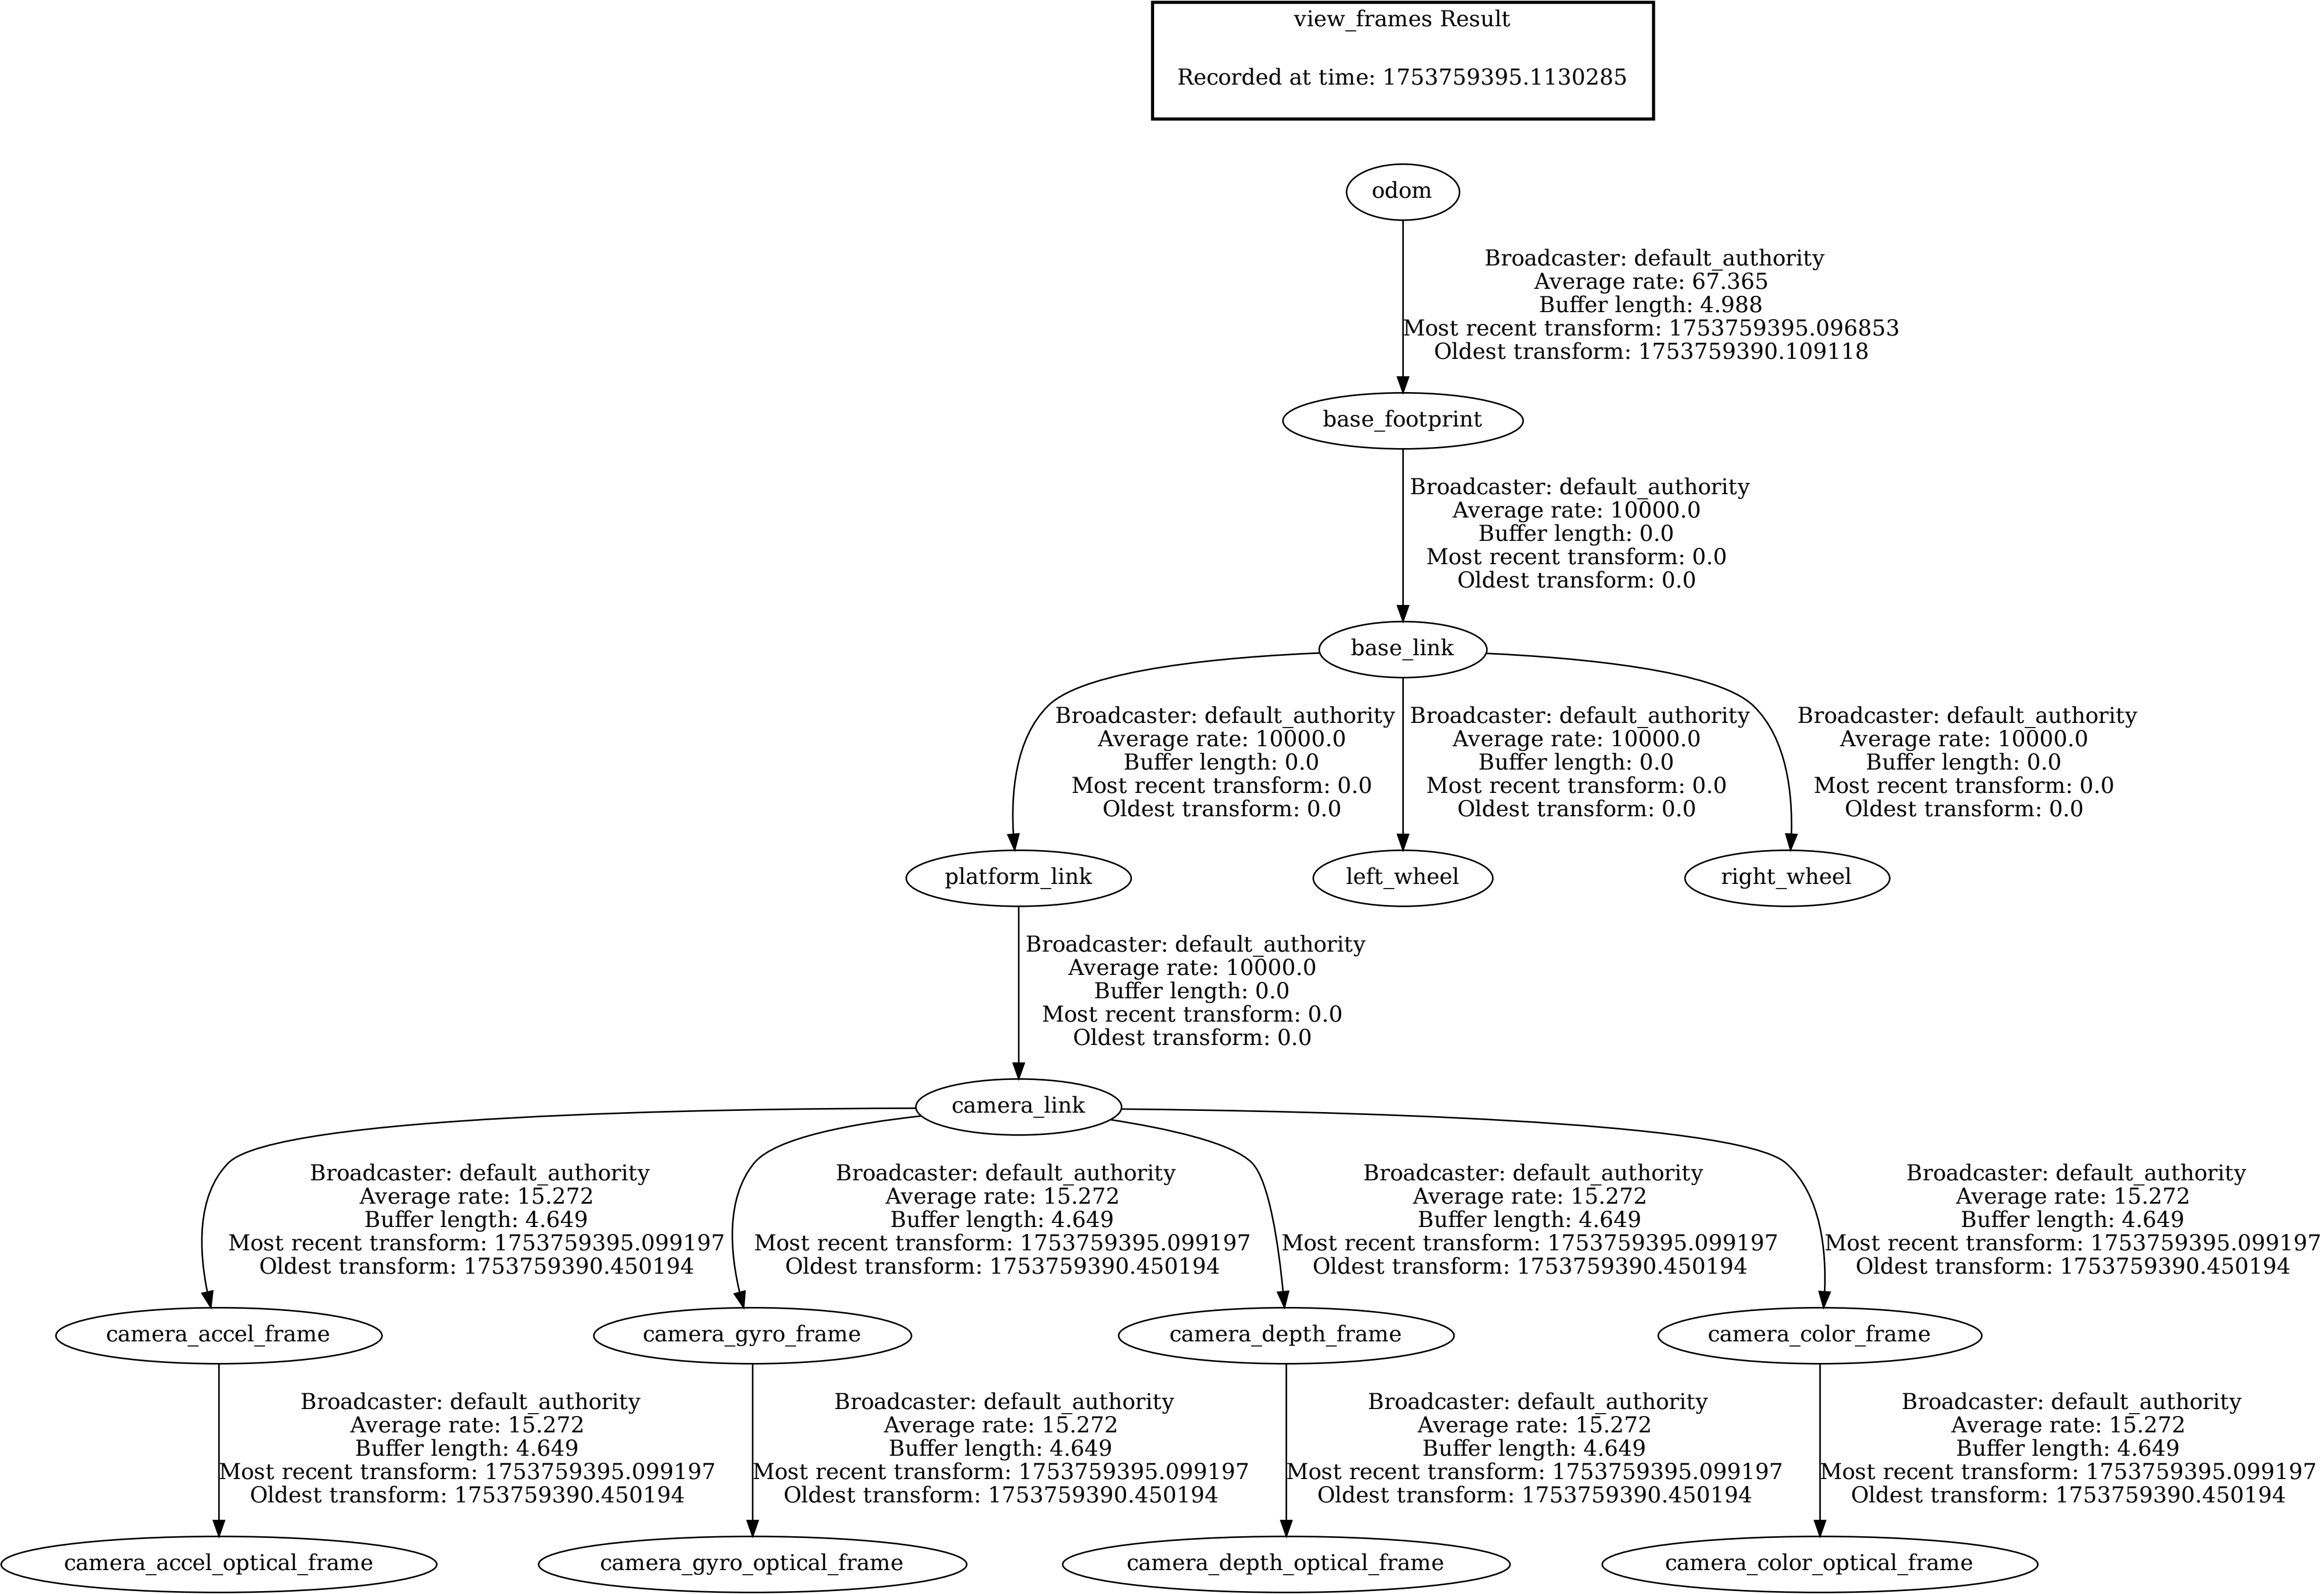 view_frames Result
Recorded at time: 1753759395.1130285
odom
Broadcaster: default_authority
Average rate: 67.365
Buffer length: 4.988
Most recent transform: 1753759395.096853
Oldest transform: 1753759390.109118
base_footprint
Broadcaster: default_authority
Average rate: 10000.0
Buffer length: 0.0
Most recent transform: 0.0
Oldest transform: 0.0
base_link
Broadcaster: default_authority
Average rate: 10000.0
Buffer length: 0.0
Most recent transform: 0.0
Oldest transform: 0.0
Broadcaster: default_authority
Average rate: 10000.0
Buffer length: 0.0
Most recent transform: 0.0
Oldest transform: 0.0
Broadcaster: default_authority
Average rate: 10000.0
Buffer length: 0.0
Most recent transform: 0.0
Oldest transform: 0.0
platform_link
left_wheel
right_wheel
Broadcaster: default_authority
Average rate: 10000.0
Buffer length: 0.0
Most recent transform: 0.0
Oldest transform: 0.0
camera_link
Broadcaster: default_authority
Average rate: 15.272
Buffer length: 4.649
Most recent transform: 1753759395.099197
Oldest transform: 1753759390.450194
Broadcaster: default_authority
Average rate: 15.272
Buffer length: 4.649
Most recent transform: 1753759395.099197
Oldest transform: 1753759390.450194
Broadcaster: default_authority
Average rate: 15.272
Buffer length: 4.649
Most recent transform: 1753759395.099197
Oldest transform: 1753759390.450194
Broadcaster: default_authority
Average rate: 15.272
Buffer length: 4.649
Most recent transform: 1753759395.099197
Oldest transform: 1753759390.450194
camera_accel_frame
camera_gyro_frame
camera_depth_frame
camera_color_frame
Broadcaster: default_authority
Average rate: 15.272
Buffer length: 4.649
Most recent transform: 1753759395.099197
Oldest transform: 1753759390.450194
Broadcaster: default_authority
Average rate: 15.272
Buffer length: 4.649
Most recent transform: 1753759395.099197
Oldest transform: 1753759390.450194
Broadcaster: default_authority
Average rate: 15.272
Buffer length: 4.649
Most recent transform: 1753759395.099197
Oldest transform: 1753759390.450194
Broadcaster: default_authority
Average rate: 15.272
Buffer length: 4.649
Most recent transform: 1753759395.099197
Oldest transform: 1753759390.450194
camera_accel_optical_frame
camera_gyro_optical_frame
camera_depth_optical_frame
camera_color_optical_frame